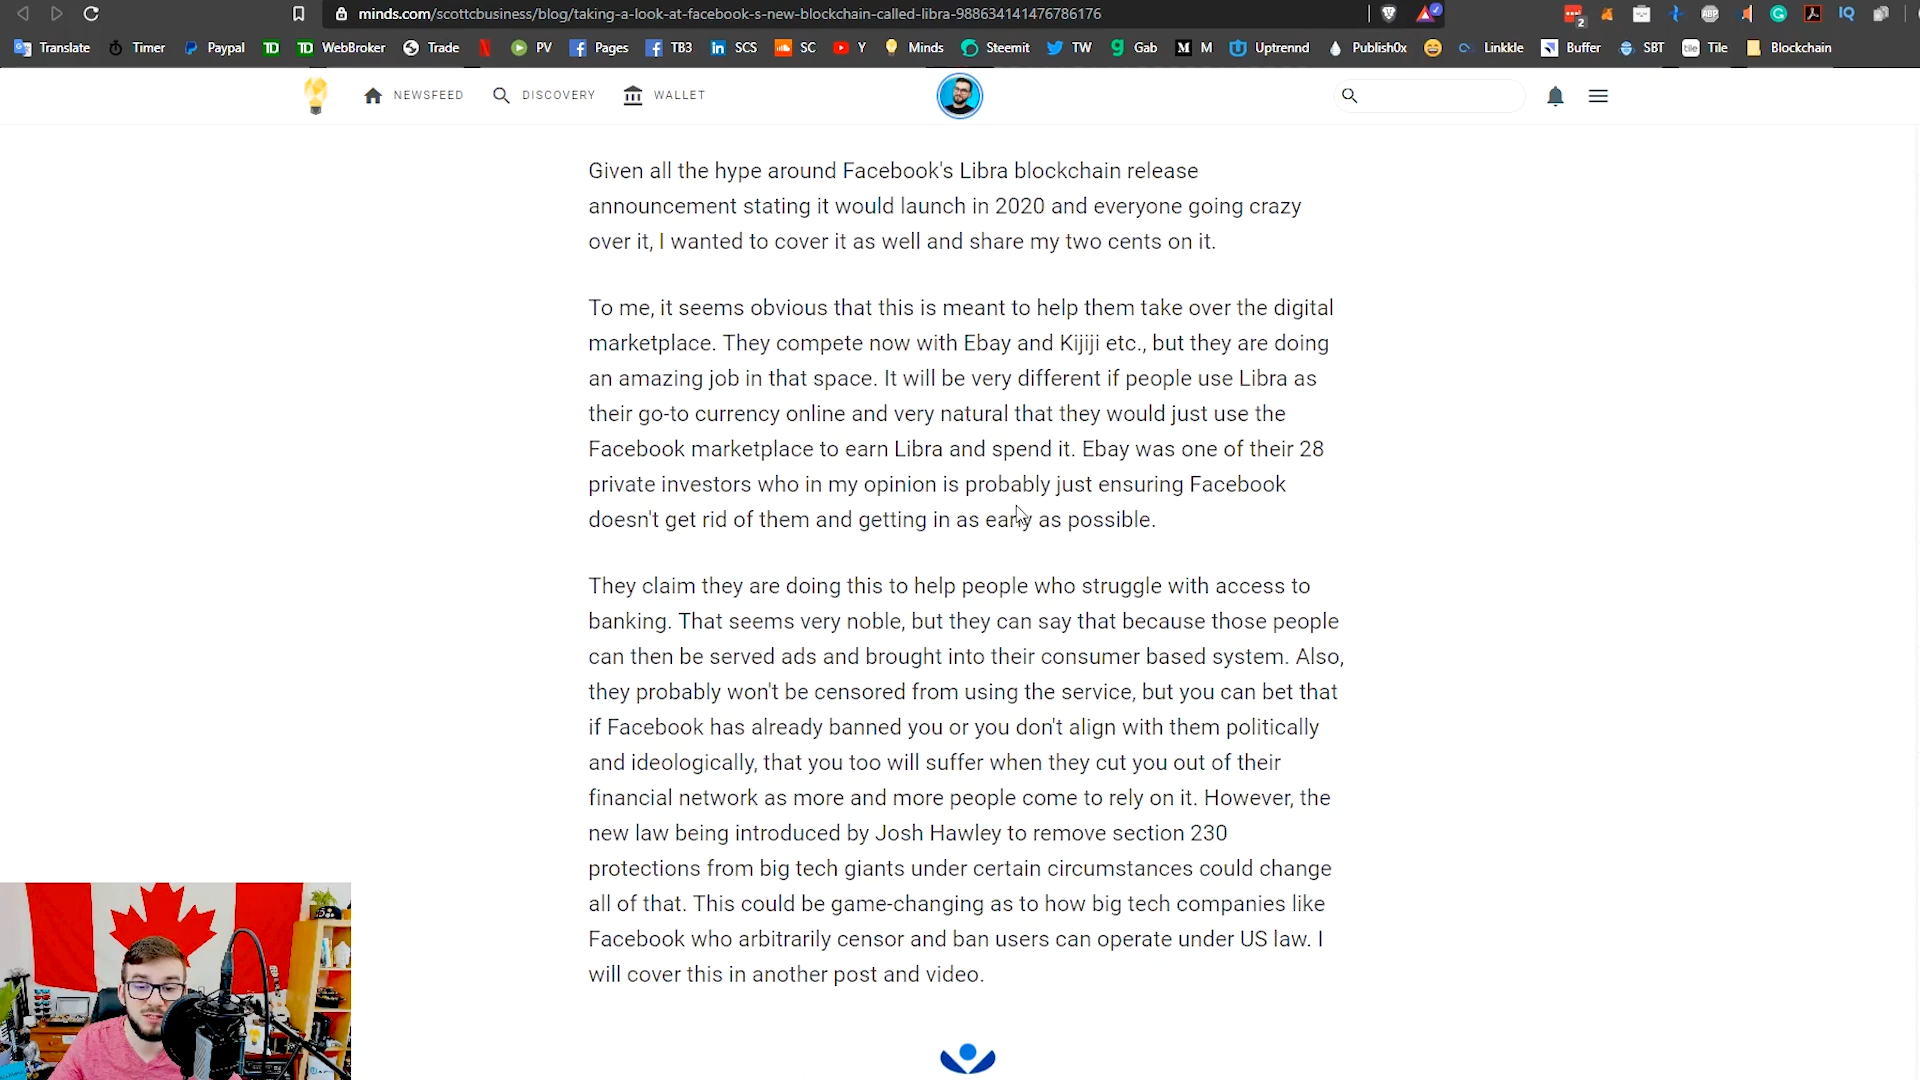 minds.com/scottcbusiness/blog/taking-a-look-at-facebook-s-new-blockchain-called-libra-988634141476786176
2
ABP
IQ
Translate Timer Paypal TD TD WebBroker Trade PV Pages TB3 SCS SC Y Minds Steemit TW Gab M M Uptrennd Publish0x Linkkle Buffer SBT tile Tile Blockchain
NEWSFEED DISCOVERY WALLET
Given all the hype around Facebook's Libra blockchain release
announcement stating it would launch in 2020 and everyone going crazy
over it, I wanted to cover it as well and share my two cents on it.
To me, it seems obvious that this is meant to help them take over the digital
marketplace. They compete now with Ebay and Kijiji etc., but they are doing
an amazing job in that space. It will be very different if people use Libra as
their go-to currency online and very natural that they would just use the
Facebook marketplace to earn Libra and spend it. Ebay was one of their 28
private investors who in my opinion is probably just ensuring Facebook
doesn't get rid of them and getting in as early as possible.
They claim they are doing this to help people who struggle with access to
banking. That seems very noble, but they can say that because those people
can then be served ads and brought into their consumer based system. Also,
they probably won't be censored from using the service, but you can bet that
if Facebook has already banned you or you don't align with them politically
and ideologically, that you too will suffer when they cut you out of their
financial network as more and more people come to rely on it. However, the
new law being introduced by Josh Hawley to remove section 230
protections from big tech giants under certain circumstances could change
all of that. This could be game-changing as to how big tech companies like
Facebook who arbitrarily censor and ban users can operate under US law. I
will cover this in another post and video.